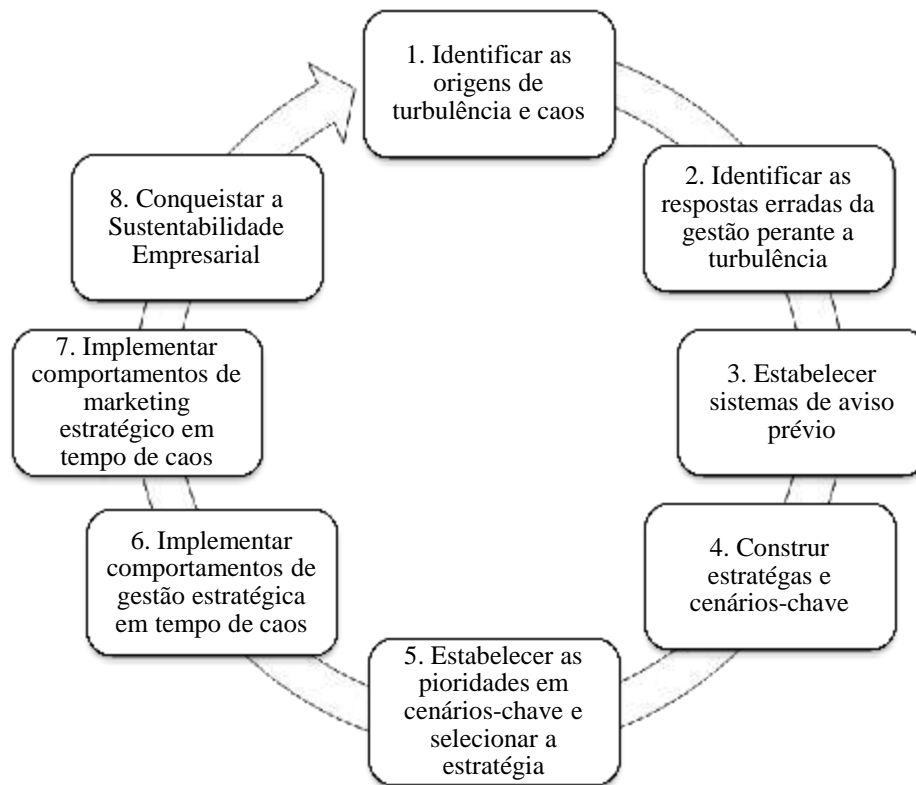 1. Identificar as
origens de
turbulência e caos
2. Identificar as
respostas erradas da
gestão perante a
turbulência
3. Estabelecer
sistemas de aviso
prévio
4. Construr
estratégas e
cenários-chave
5. Estabelecer as
pioridades em
cenários-chave e
selecionar a
estratégia
6. Implementar
comportamentos de
gestão estratégica
em tempo de caos
7. Implementar
comportamentos de
marketing
estratégico em
tempo de caos
8. Conqueistar a
Sustentabilidade
Empresarial